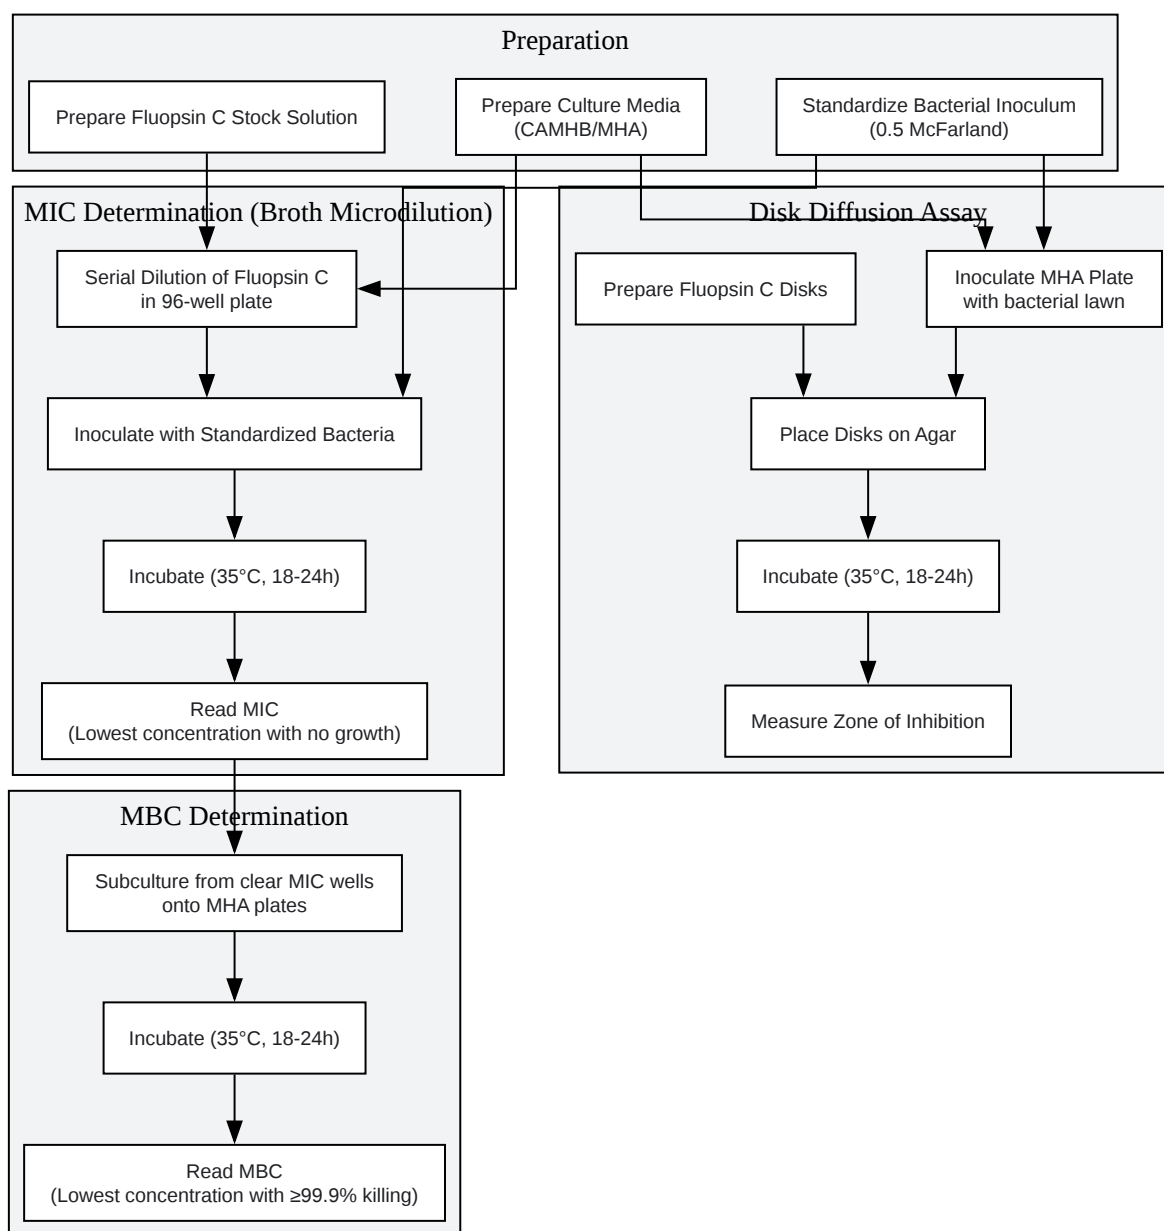 Preparation
Prepare Fluopsin C Stock Solution
Prepare Culture Media
(CAMHB/MHA)
Standardize Bacterial Inoculum
(0.5 McFarland)
MIC Determination (Broth Microdilution)
Serial Dilution of Fluopsin C
in 96-well plate
Inoculate with Standardized Bacteria
Incubate (35°C, 18-24h)
Read MIC
(Lowest concentration with no growth)
Disk Diffusion Assay
Prepare Fluopsin C Disks
Inoculate MHA Plate
with bacterial lawn
Place Disks on Agar
Incubate (35°C, 18-24h)
Measure Zone of Inhibition
MBC Determination
Subculture from clear MIC wells
onto MHA plates
Incubate (35°C, 18-24h)
Read MBC
(Lowest concentration with ≥99.9% killing)